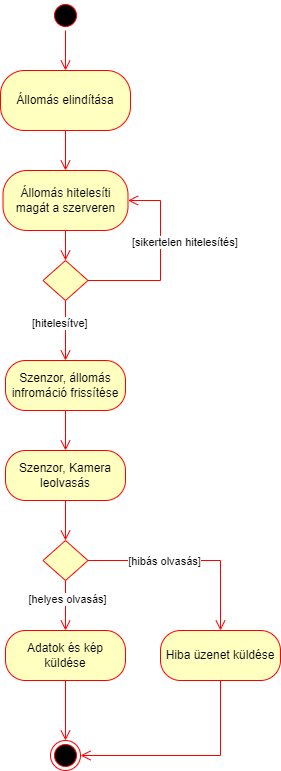 Állomás elindítása
Állomás hitelesíti
magát a szerveren
[sikertelen hitelesítés]
[hitelesítve]
Szenzor, állomás
infromáció frissítése
Szenzor, Kamera
leolvasás
[hibás olvasás]
[helyes olvasás]
Adatok és kép
küldése
Hiba üzenet küldése